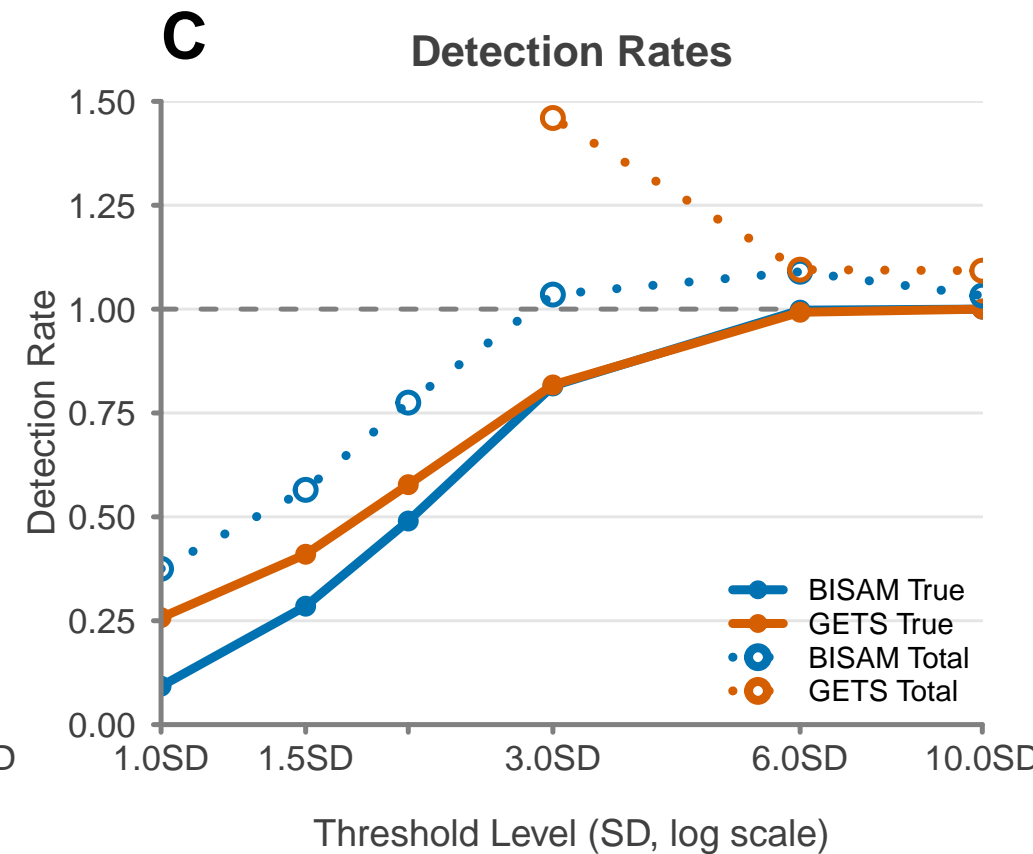 C
Detection Rates
1.50
1.25
1.00
0.75
0.50
0.25
0.00
Detection Rate
BISAM True
GETS True
BISAM Total
GETS Total
D
1.0SD
1.5SD
3.0SD
6.0SD
10.0SD
Threshold Level (SD, log scale)